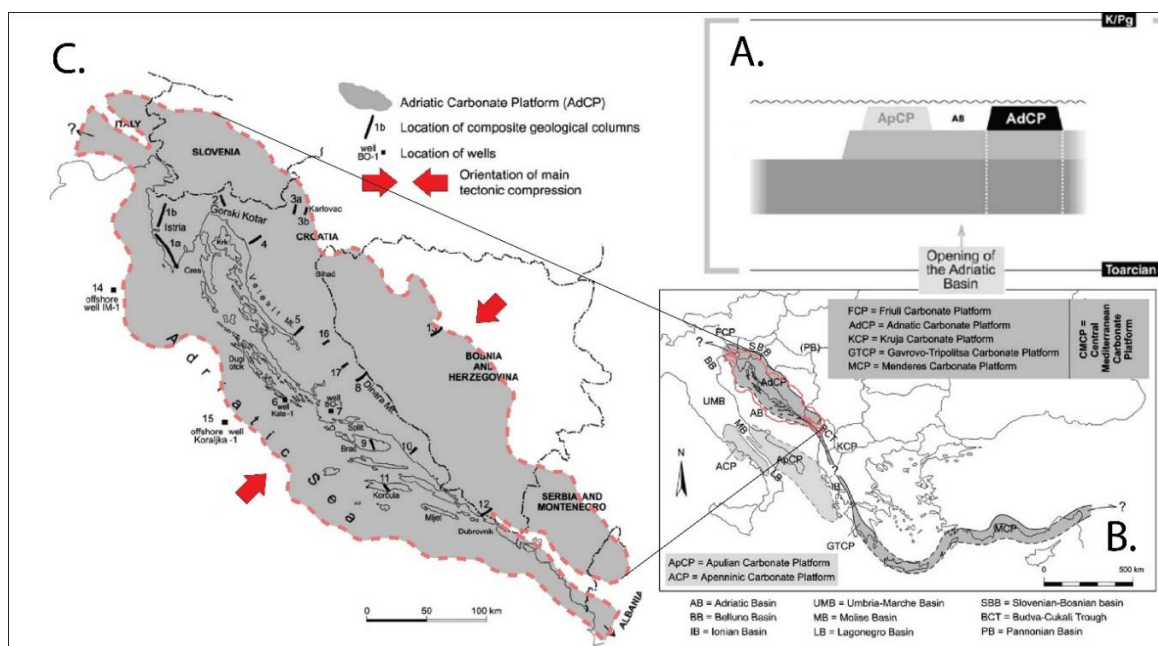 C.
Adriatic Carbonate Platform (AdCP)
1b
Location of composite geological columns
well
BO-1
Location of wells
Orientation of main
tectonic compression
ITALY
?
SLOVENIA
2
Gorski Kotar
3a
Karlovac
3b
1b
Istria
1a
4
CROATIA
Krk
Cres
Bihać
Velebit Mt.
14
offshore
well IM-1
5
16
BOSNIA
AND
HERZEGOVINA
Dugi
otok
17
8
Dinara Mt.
6
well
Kate-1
well
BO-1
7
15
offshore well
Koraljka -1
Split
9
Brač
10
Adriatic Sea
11
Korčula
12
SERBIA AND
MONTENEGRO
Mljet
Dubrovnik
ALBANIA
0 50 100 km
K/Pg
A.
ApCP
AB
AdCP
Opening of
the Adriatic
Basin
Toarcian
FCP = Friuli Carbonate Platform
AdCP = Adriatic Carbonate Platform
KCP = Kruja Carbonate Platform
GTCP = Gavrovo-Tripolitsa Carbonate Platform
MCP = Menderes Carbonate Platform
CMCP =
Central
Mediterranean
Carbonate
Platform
FCP
?
SBB
(PB)
BB
AdCP
UMB
AB
BCT
MB
KCP
N
ACP
ApCP
LB
?
IB
MCP
?
GTCP
B.
ApCP = Apulian Carbonate Platform
ACP = Apenninic Carbonate Platform
0 500 km
AB = Adriatic Basin
UMB = Umbria-Marche Basin
SBB = Slovenian-Bosnian basin
BB = Belluno Basin
MB = Molise Basin
BCT = Budva-Cukali Trough
IB = Ionian Basin
LB = Lagonegro Basin
PB = Pannonian Basin